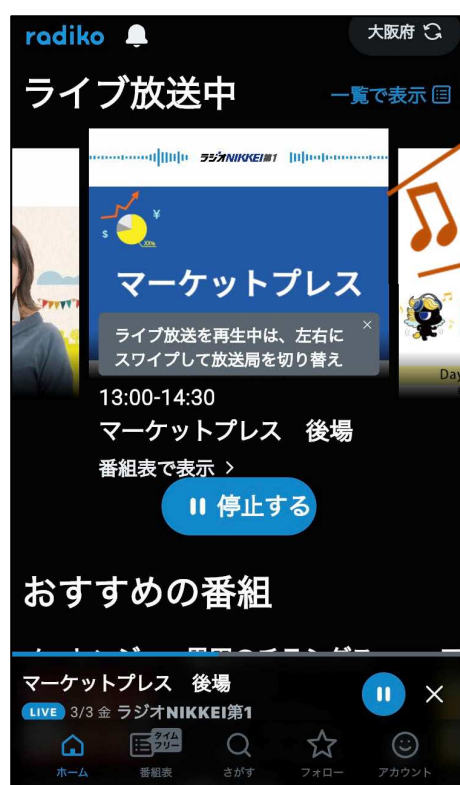 radiko
大阪府
ライブ放送中
一覧で表示
ラジオNIKKEI第1
¥
$
100%
マーケットプレス
ライブ放送を再生中は、左右に
スワイプして放送局を切り替え
Day
13:00-14:30
マーケットプレス 後場
番組表で表示 >
停止する
おすすめの番組
マーケットプレス 後場
LIVE 3/3 金 ラジオNIKKEI第1
タイム
フリー
ホーム 番組表 さがす フォロー アカウント